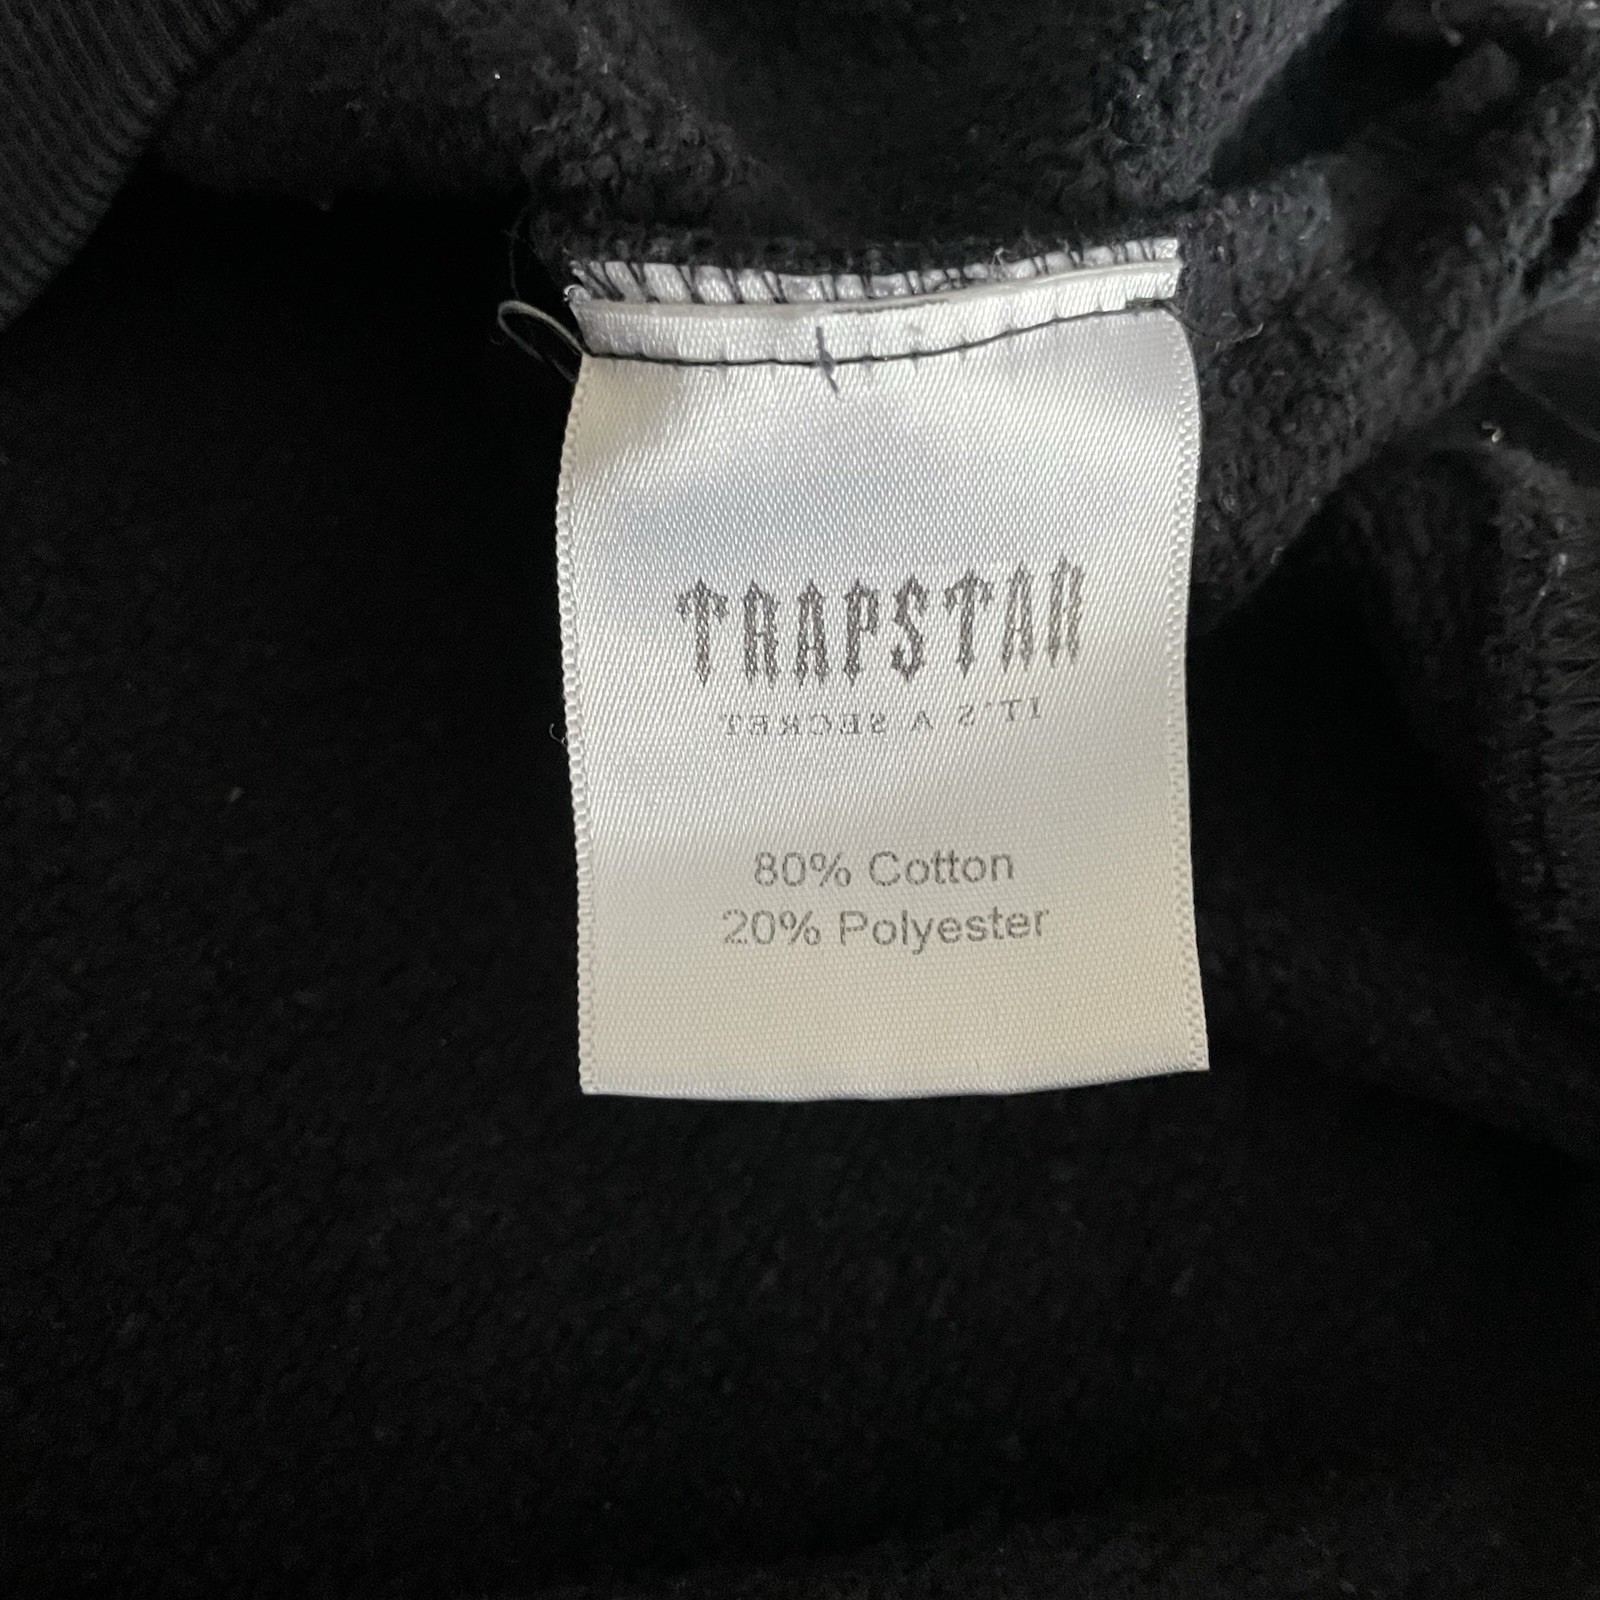 TRAPSTAR
IT'S A SECRET
80% Cotton
20% Polyester